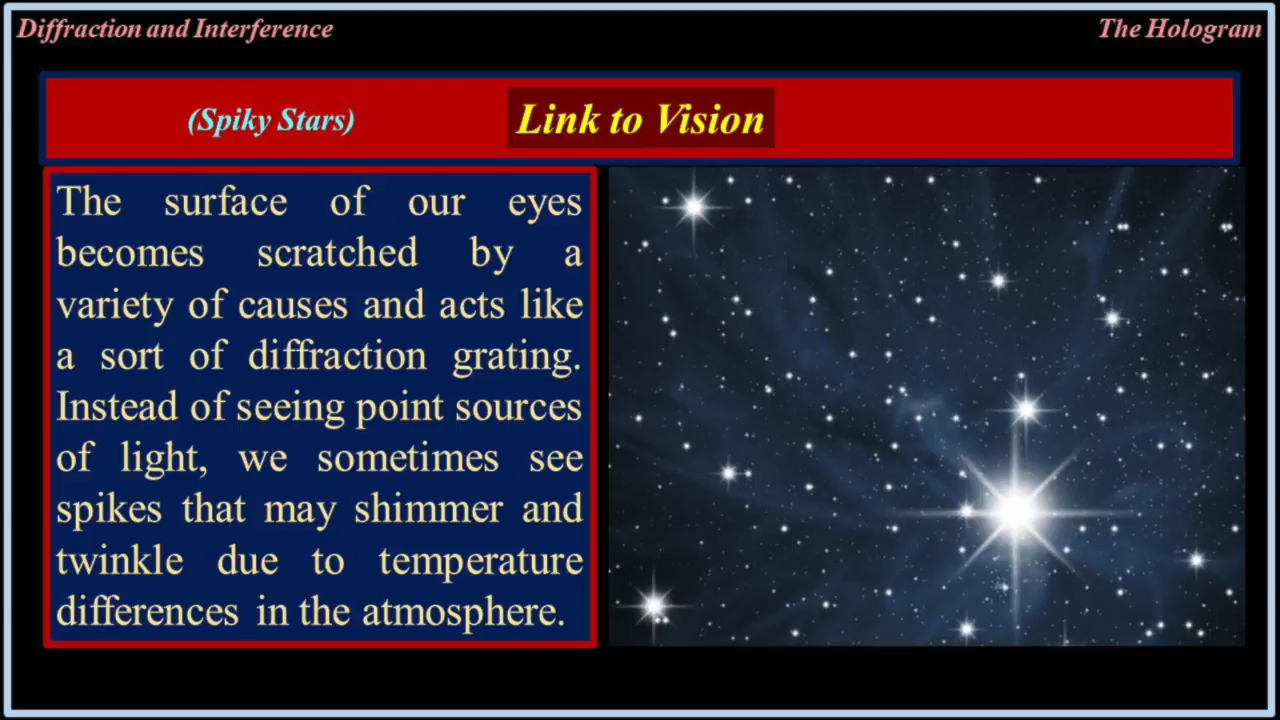 Diffraction and Interference
The Hologram
(Spiky Stars)
Link to Vision
The surface of our eyes
becomes scratched by a
variety of causes and acts like
a sort of diffraction grating.
Instead of seeing point sources
of light, we sometimes see
spikes that may shimmer and
twinkle due to temperature
differences in the atmosphere.